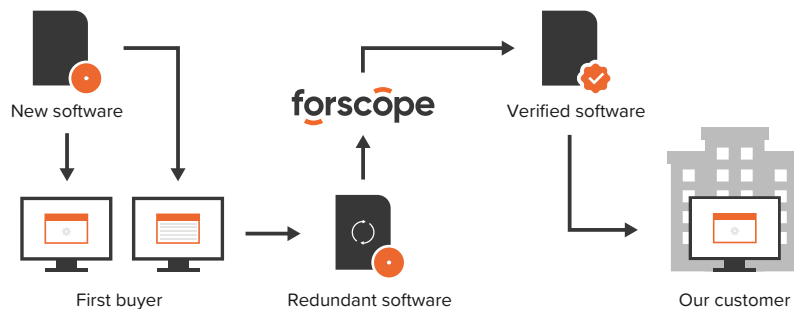 New software
forscope
Verified software
First buyer
Redundant software
Our customer